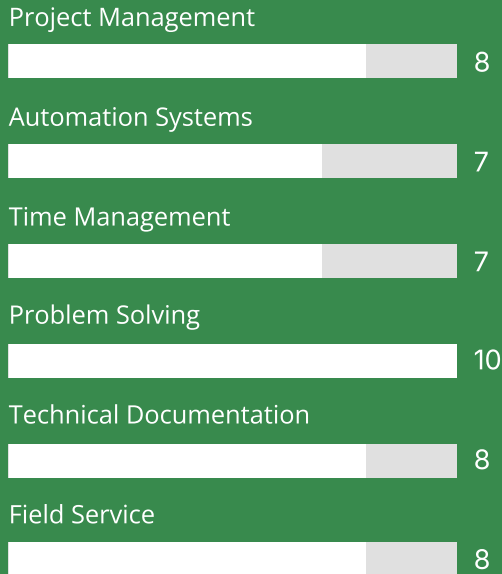 Project Management
8
Automation Systems
7
Time Management
7
Problem Solving
10
Technical Documentation
8
Field Service
8